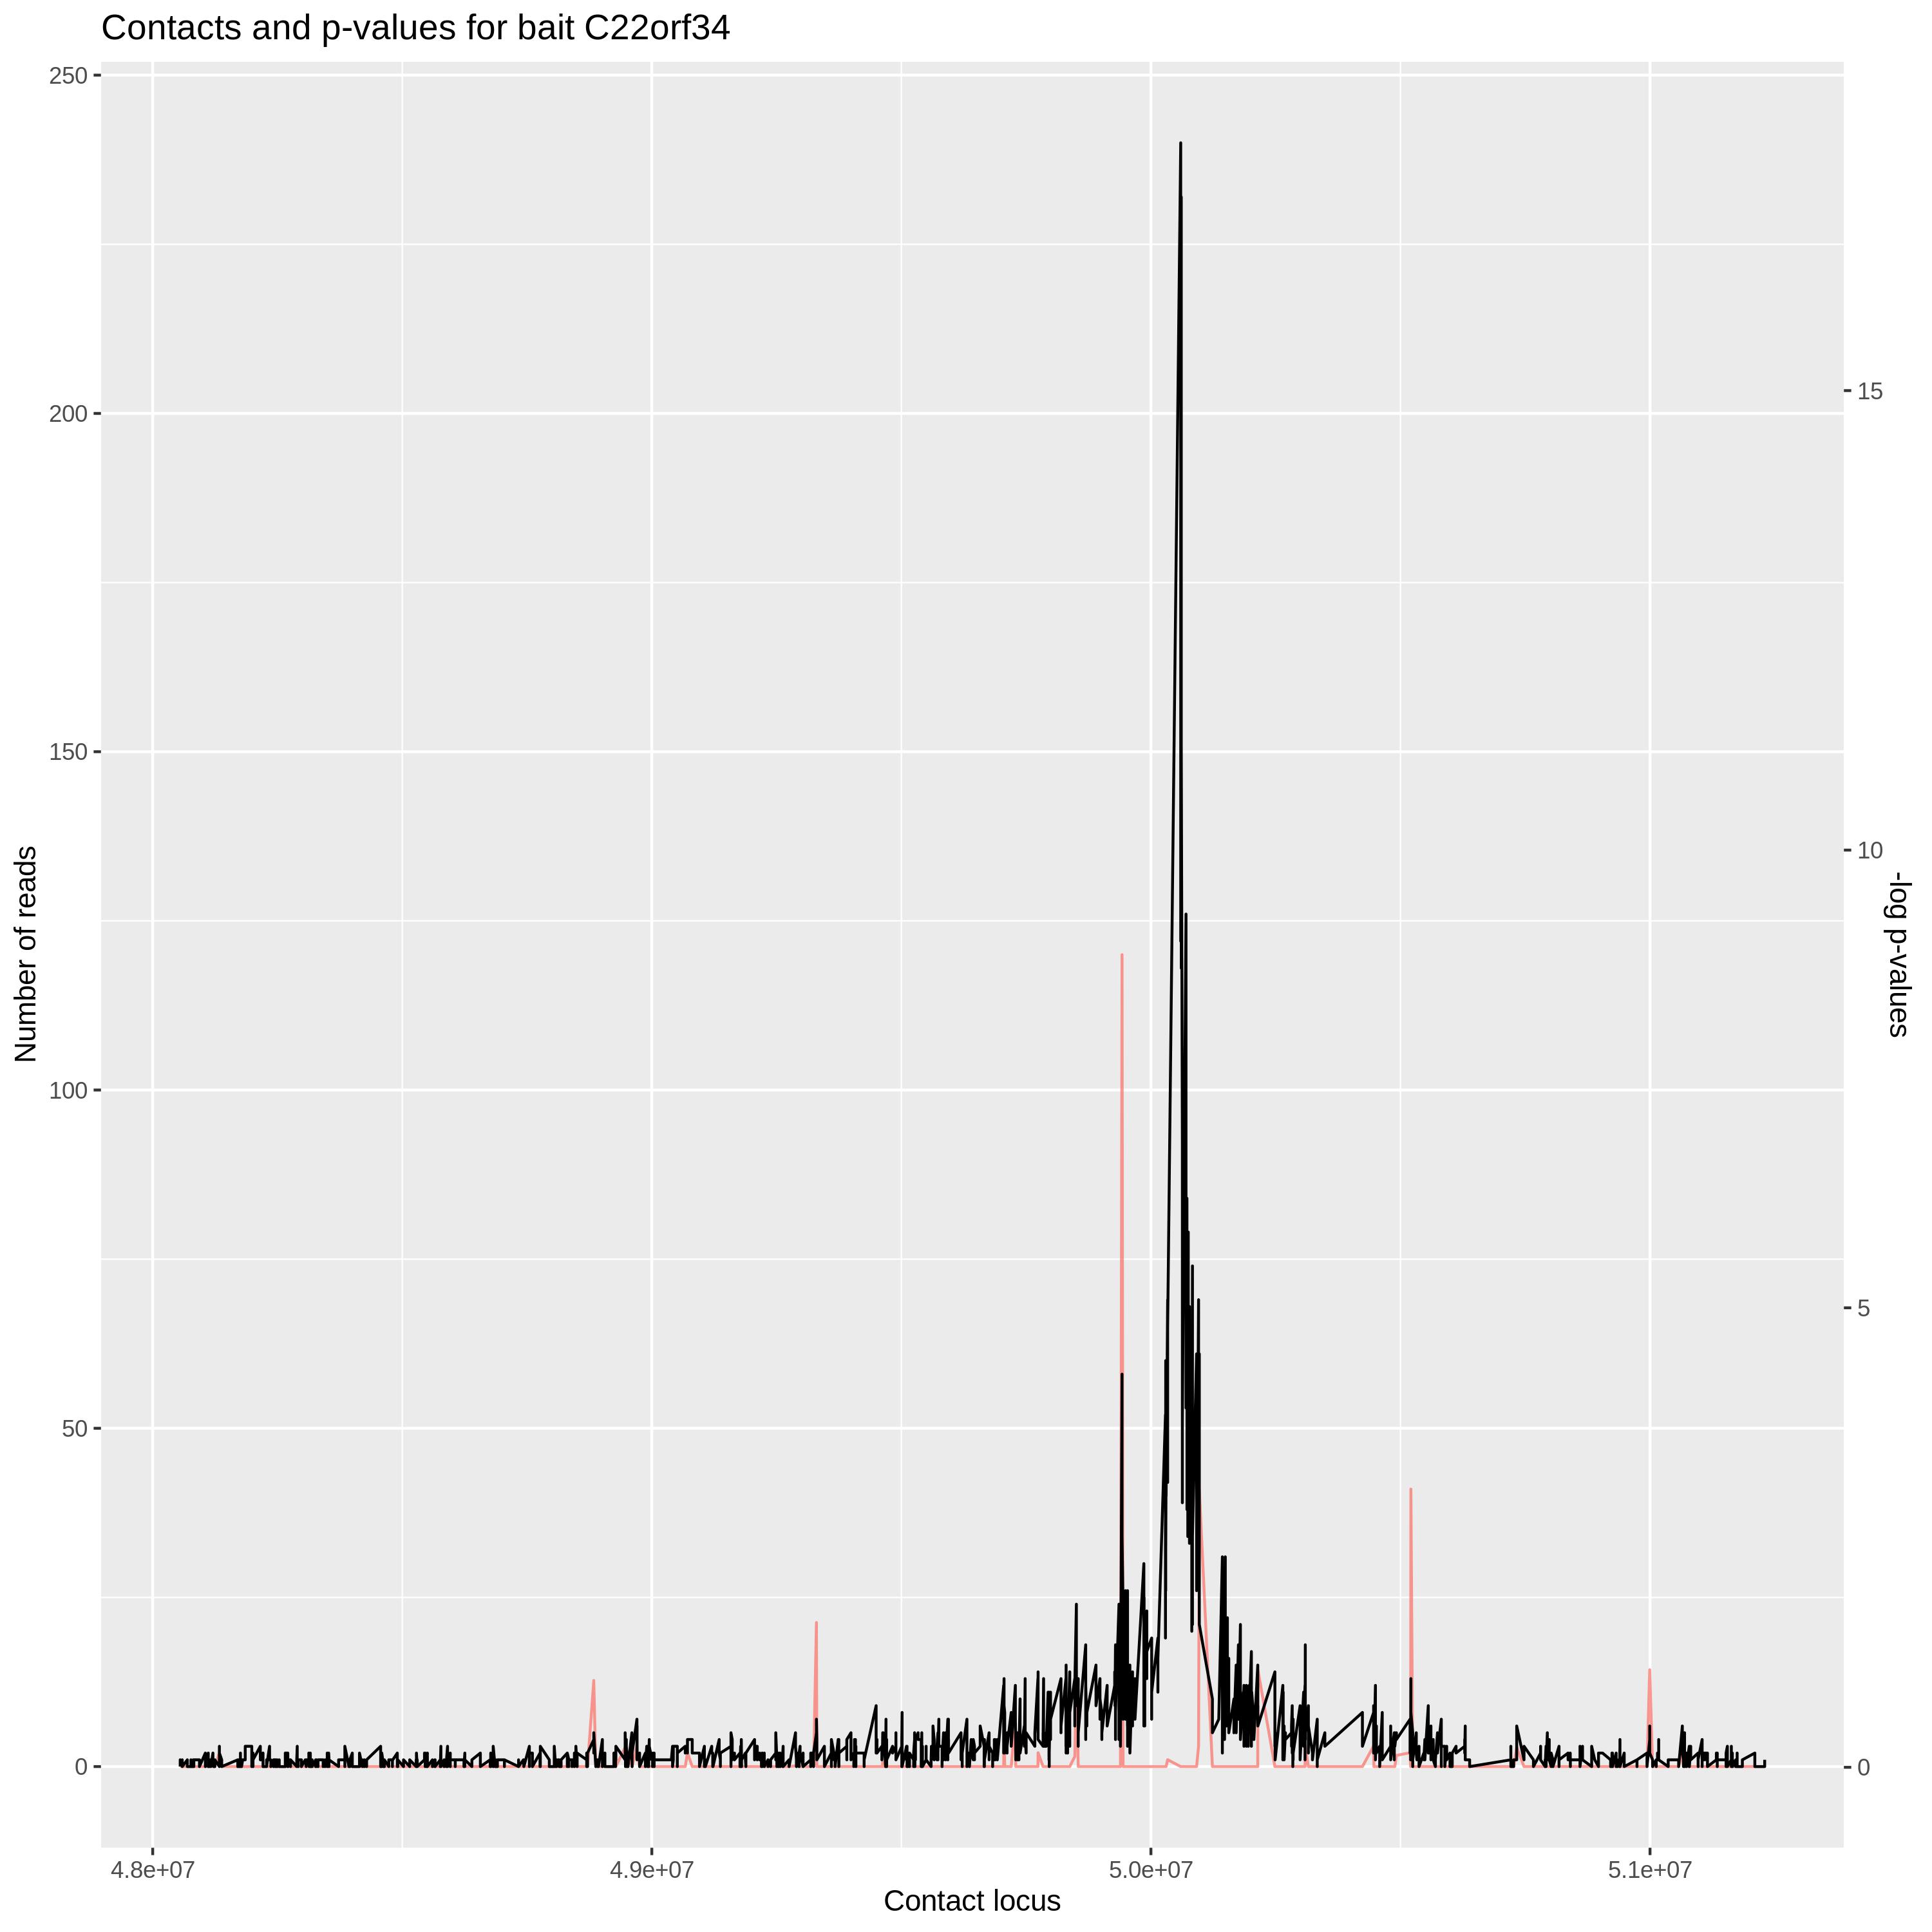 Contacts and p-values for bait C22orf34
250
200
150
100
50
0
Number of reads
15
10
5
0
-log p-values
4.8e+07 4.9e+07 5.0e+07 5.1e+07
Contact locus